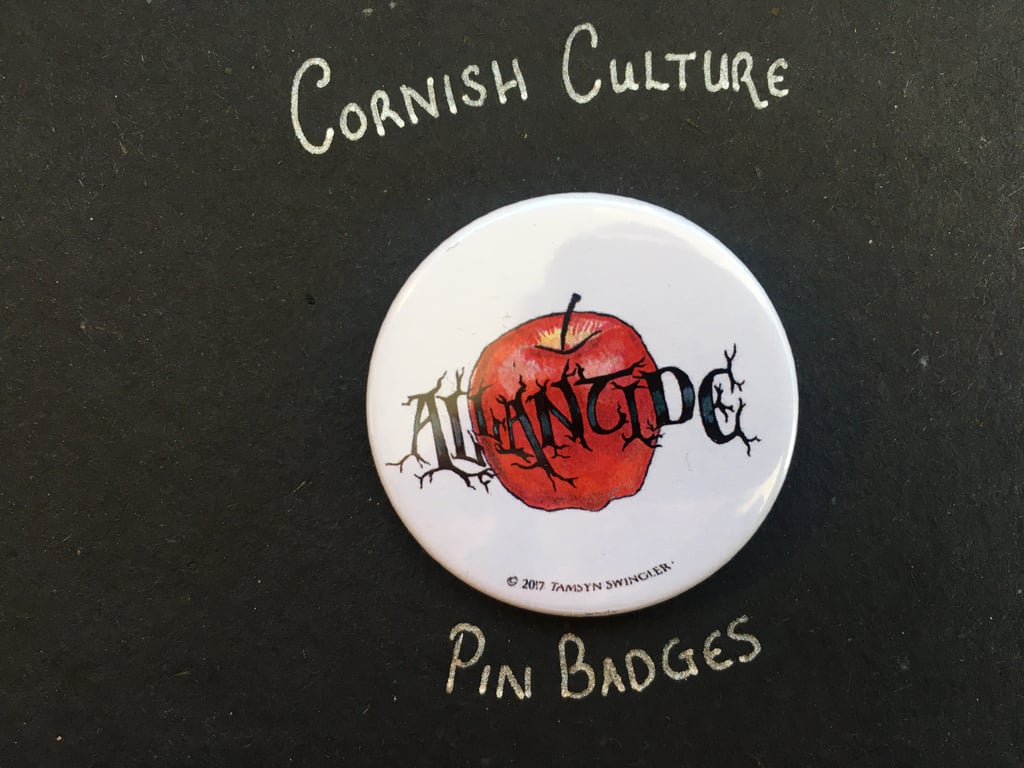 CORNISH CULTURE
ALLANTIDE
© 2017 TAMSYN SWINGLER.
PIN BADGES